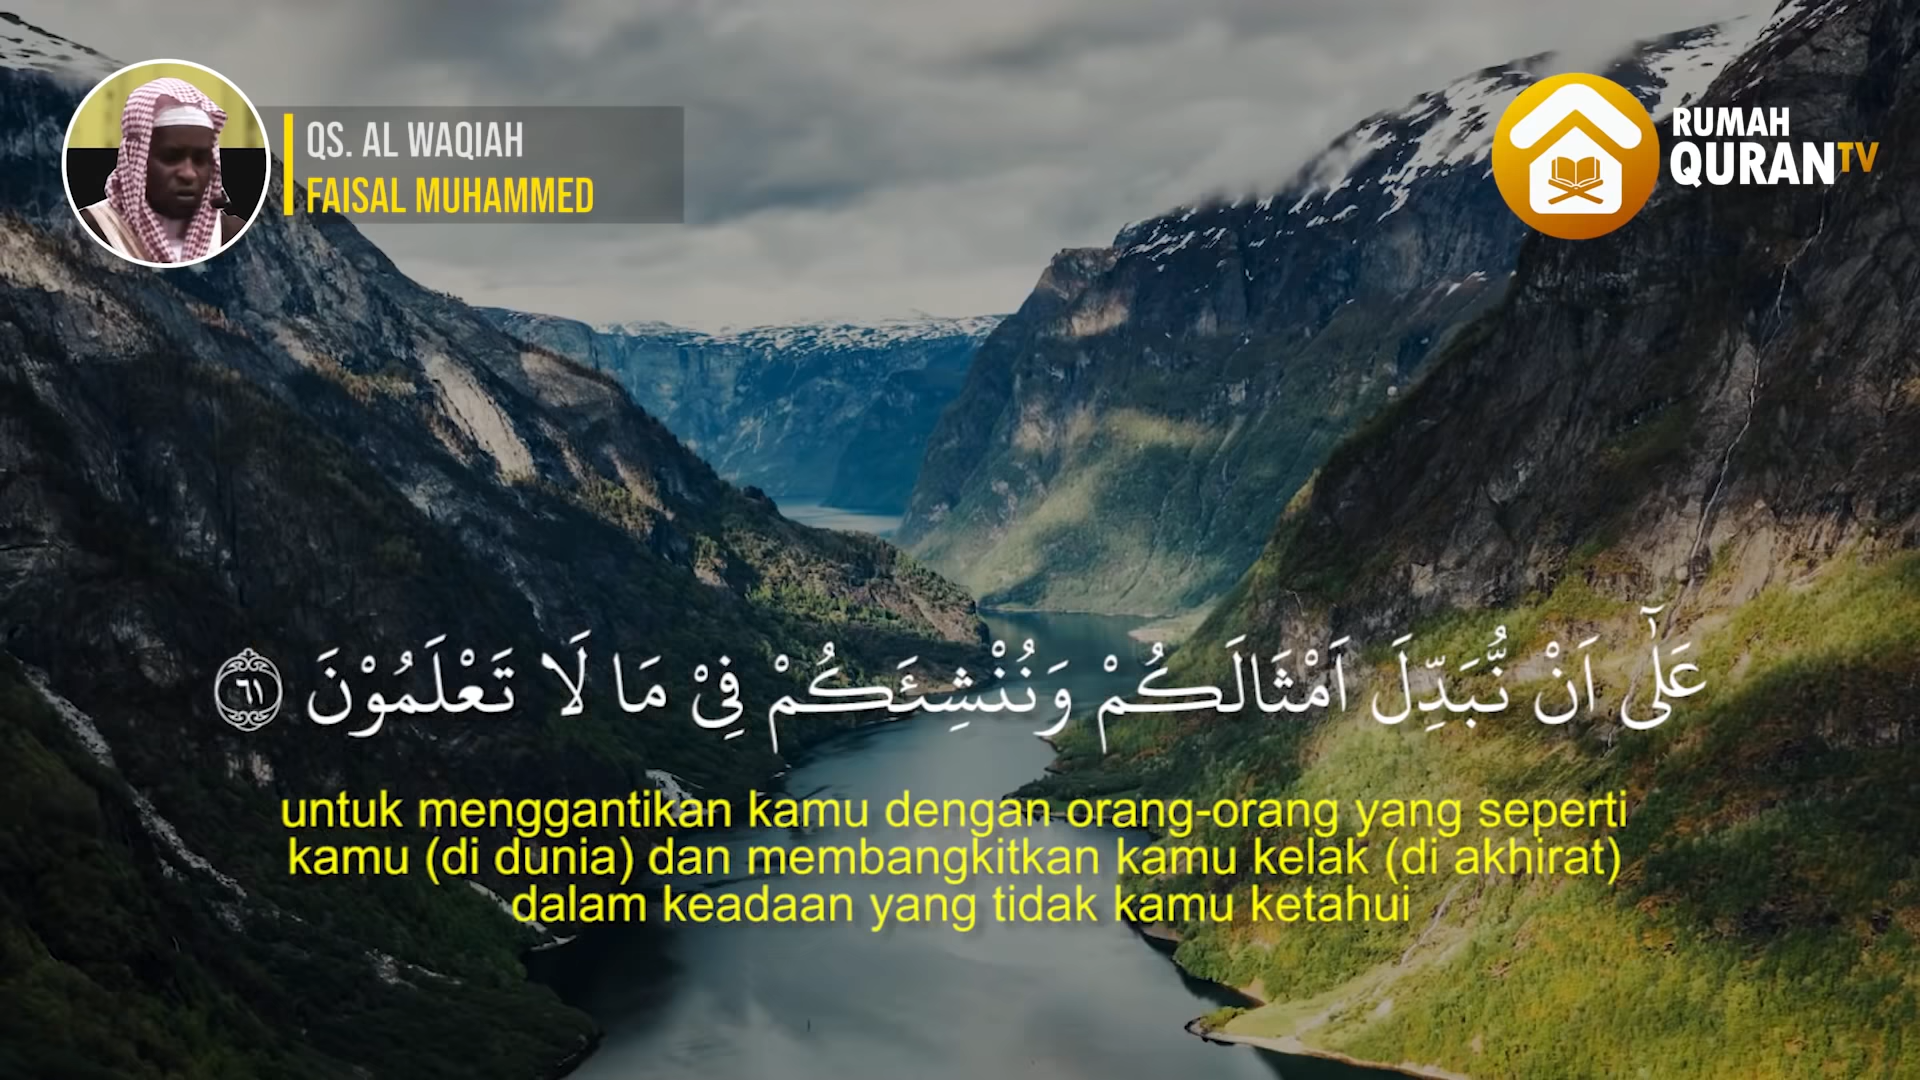 QS. AL WAQIAH
FAISAL MUHAMMED
RUMAH
QURANTV
عَلٰٓى اَنْ نُّبَدِّلَ اَمْثَالَكُمْ وَنُنْشِئَكُمْ فِيْ مَا لَا تَعْلَمُوْنَ ٦١
untuk menggantikan kamu dengan orang-orang yang seperti
kamu (di dunia) dan membangkitkan kamu kelak (di akhirat)
dalam keadaan yang tidak kamu ketahui